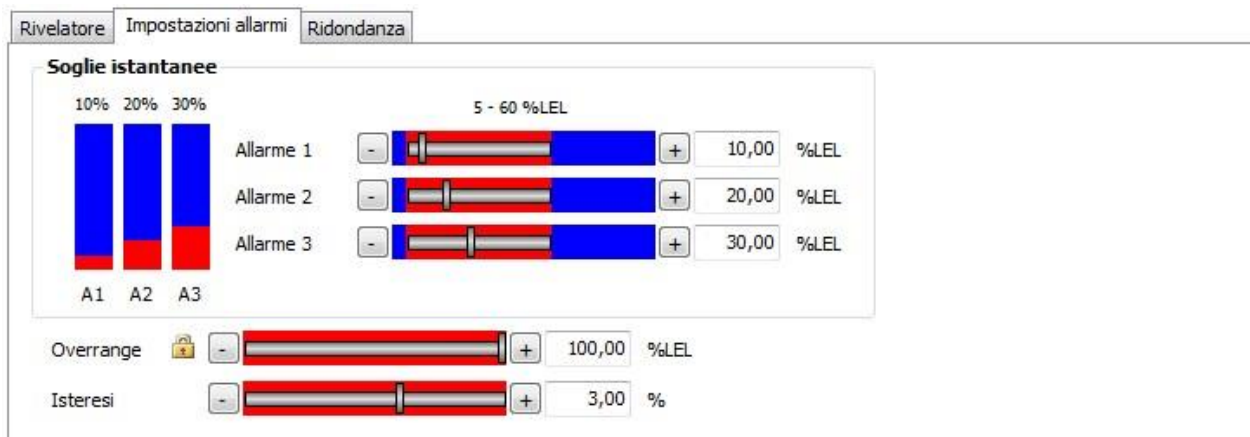 Rivelatore Impostazioni allarmi Ridondanza
Soglie istantanee
10% 20% 30% 5 - 60 %LEL
Allarme 1 - + 10,00 %LEL
Allarme 2 - + 20,00 %LEL
Allarme 3 - + 30,00 %LEL
A1 A2 A3
Overrange - + 100,00 %LEL
Isteresi - + 3,00 %